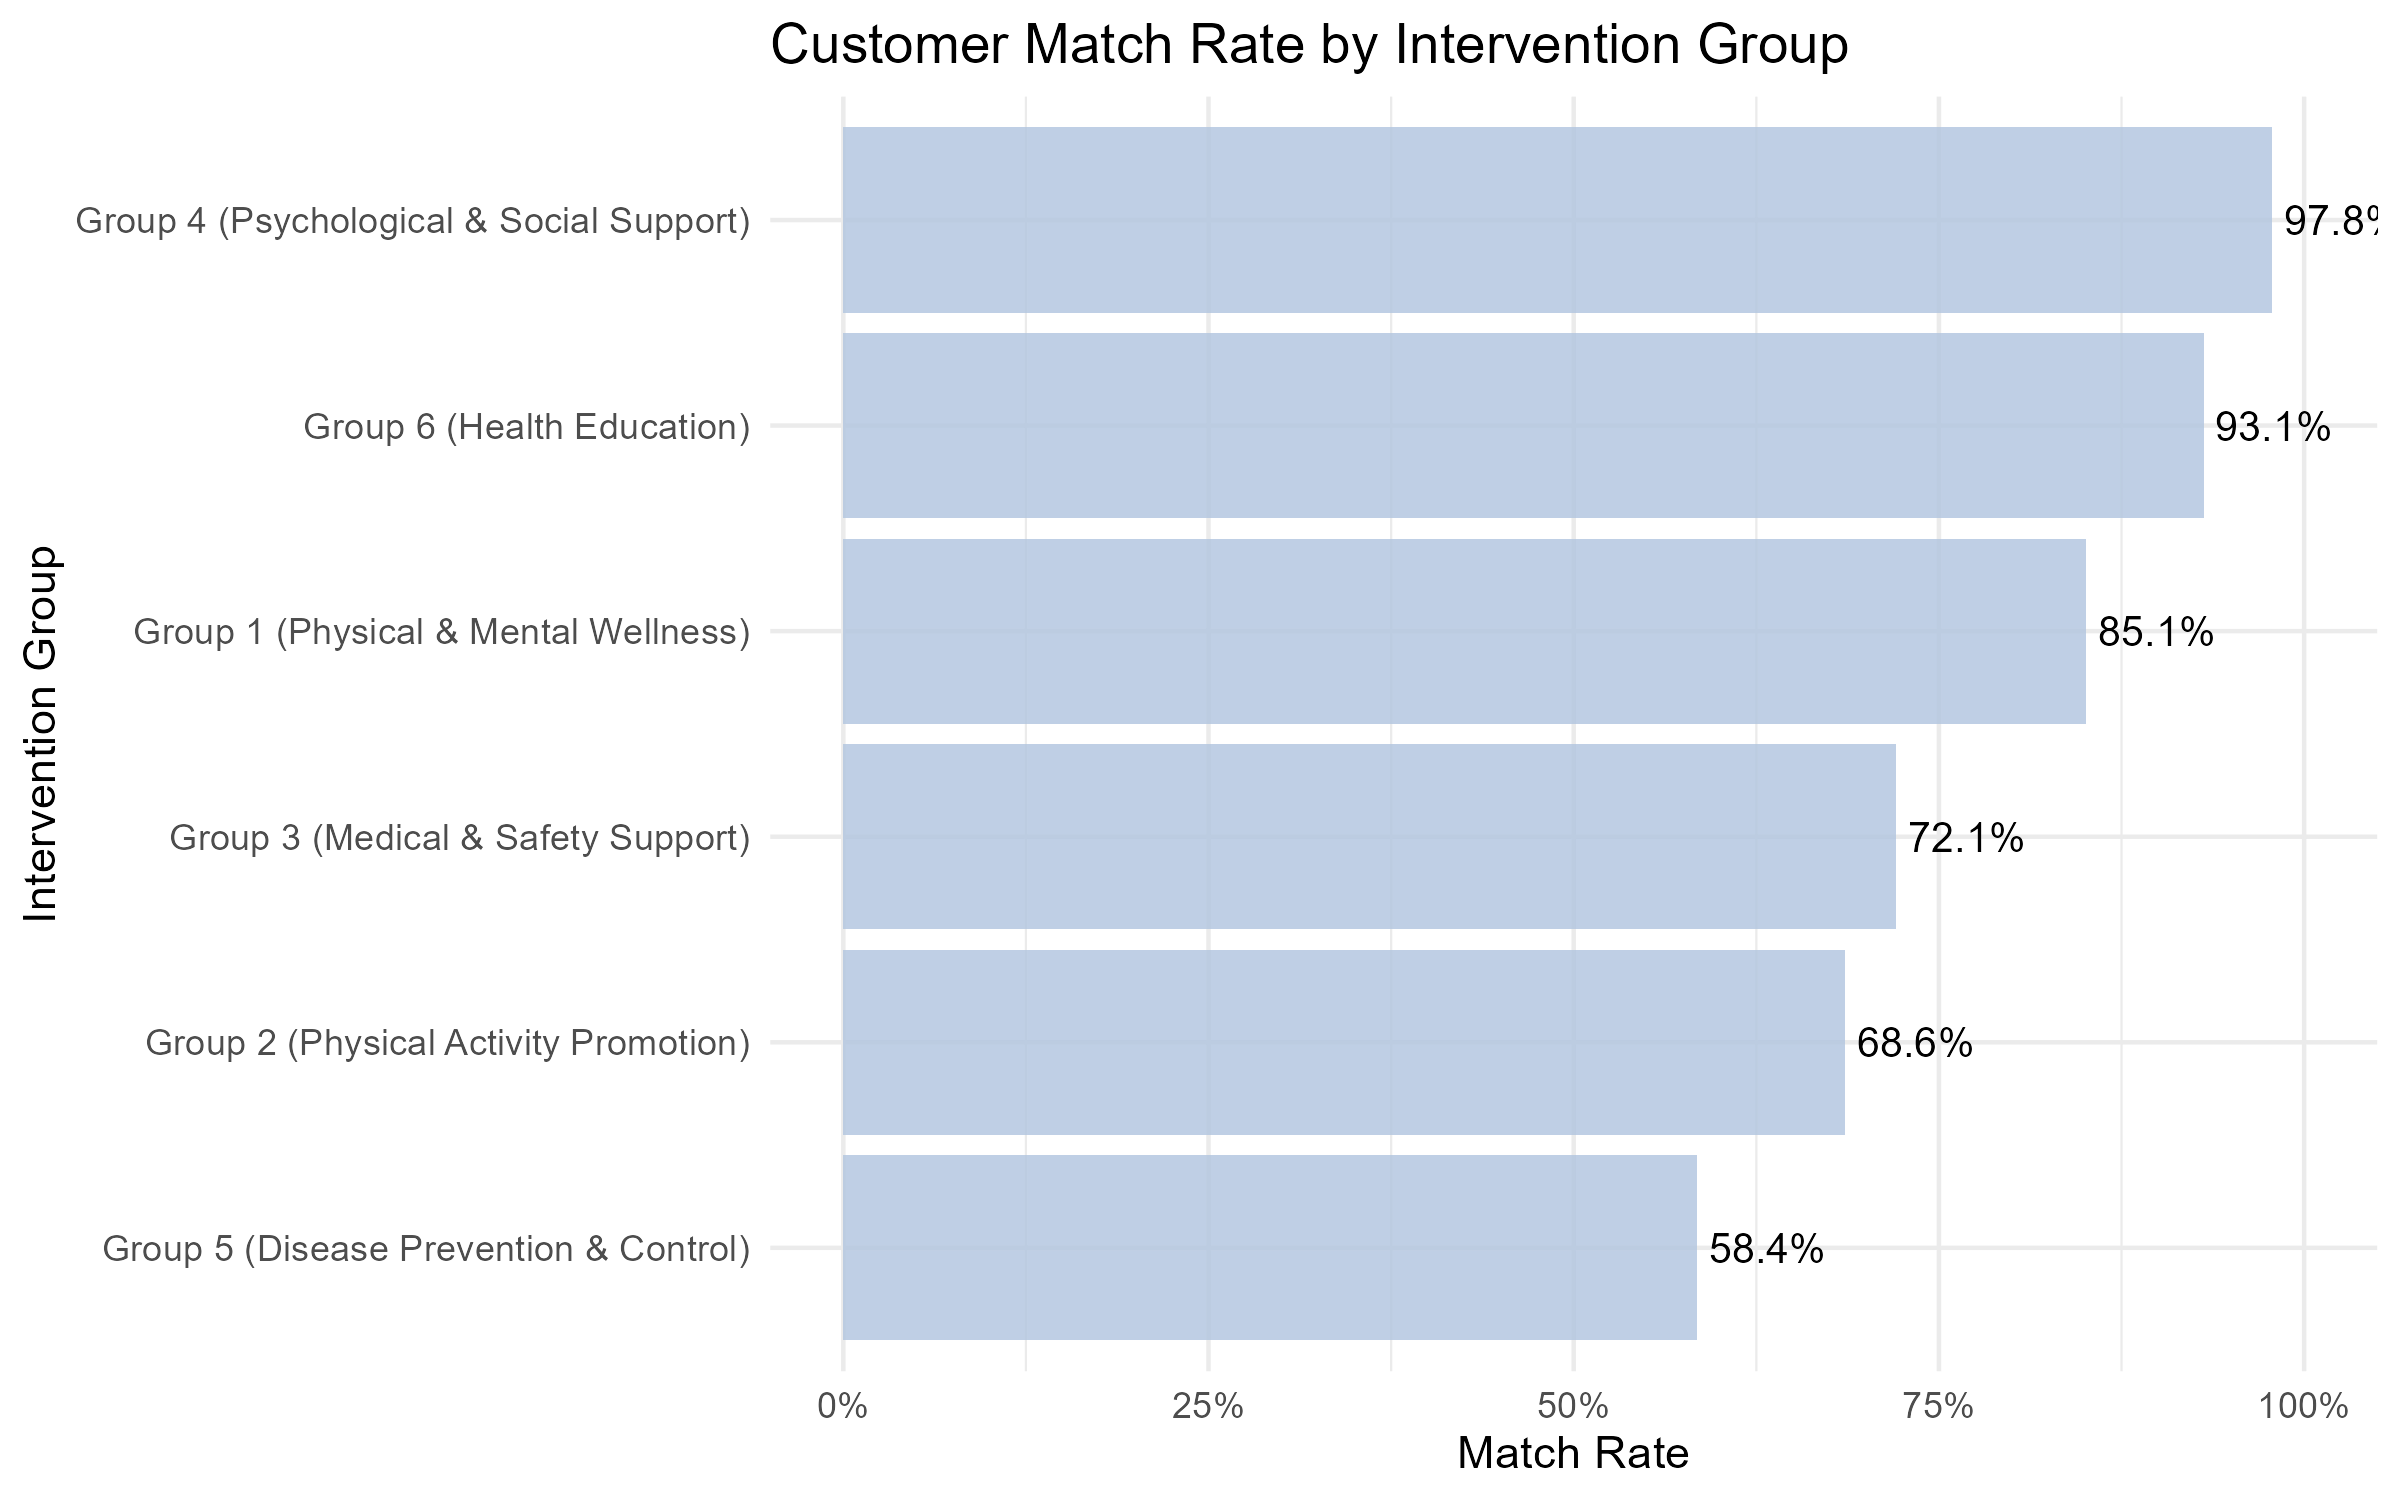 Customer Match Rate by Intervention Group
Intervention Group
Group 4 (Psychological & Social Support)
97.8%
Group 6 (Health Education)
93.1%
Group 1 (Physical & Mental Wellness)
85.1%
Group 3 (Medical & Safety Support)
72.1%
Group 2 (Physical Activity Promotion)
68.6%
Group 5 (Disease Prevention & Control)
58.4%
0% 25% 50% 75% 100%
Match Rate